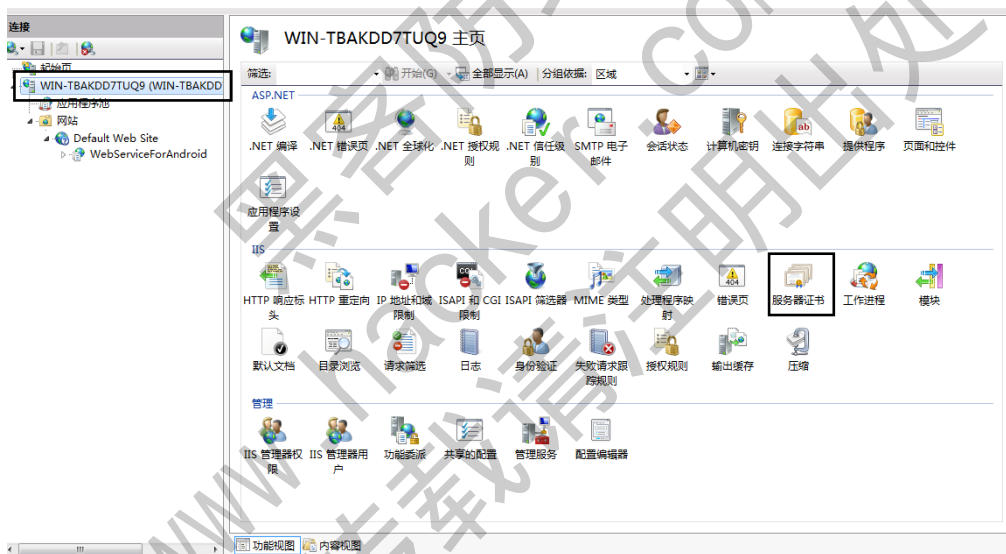 连接
起始页
WIN-TBAKDD7TUQ9 (WIN-TBAKDD
应用程序池
网站
Default Web Site
WebServiceForAndroid
WIN-TBAKDD7TUQ9 主页
筛选: 开始(G) 全部显示(A) 分组依据: 区域
ASP.NET
.NET 编译 .NET 错误页 .NET 全球化 .NET 授权规则 .NET 信任级别 SMTP 电子邮件 会话状态 计算机密钥 连接字符串 提供程序 页面和控件
应用程序设置
IIS
HTTP 响应标头 HTTP 重定向 IP 地址和域限制 ISAPI 和 CGI 限制 ISAPI 筛选器 MIME 类型 处理程序映射 错误页 服务器证书 工作进程 模块
默认文档 目录浏览 请求筛选 日志 身份验证 失败请求跟踪规则 授权规则 输出缓存 压缩
管理
IIS 管理器权限 IIS 管理器用户 功能委派 共享的配置 管理服务 配置编辑器
功能视图 内容视图